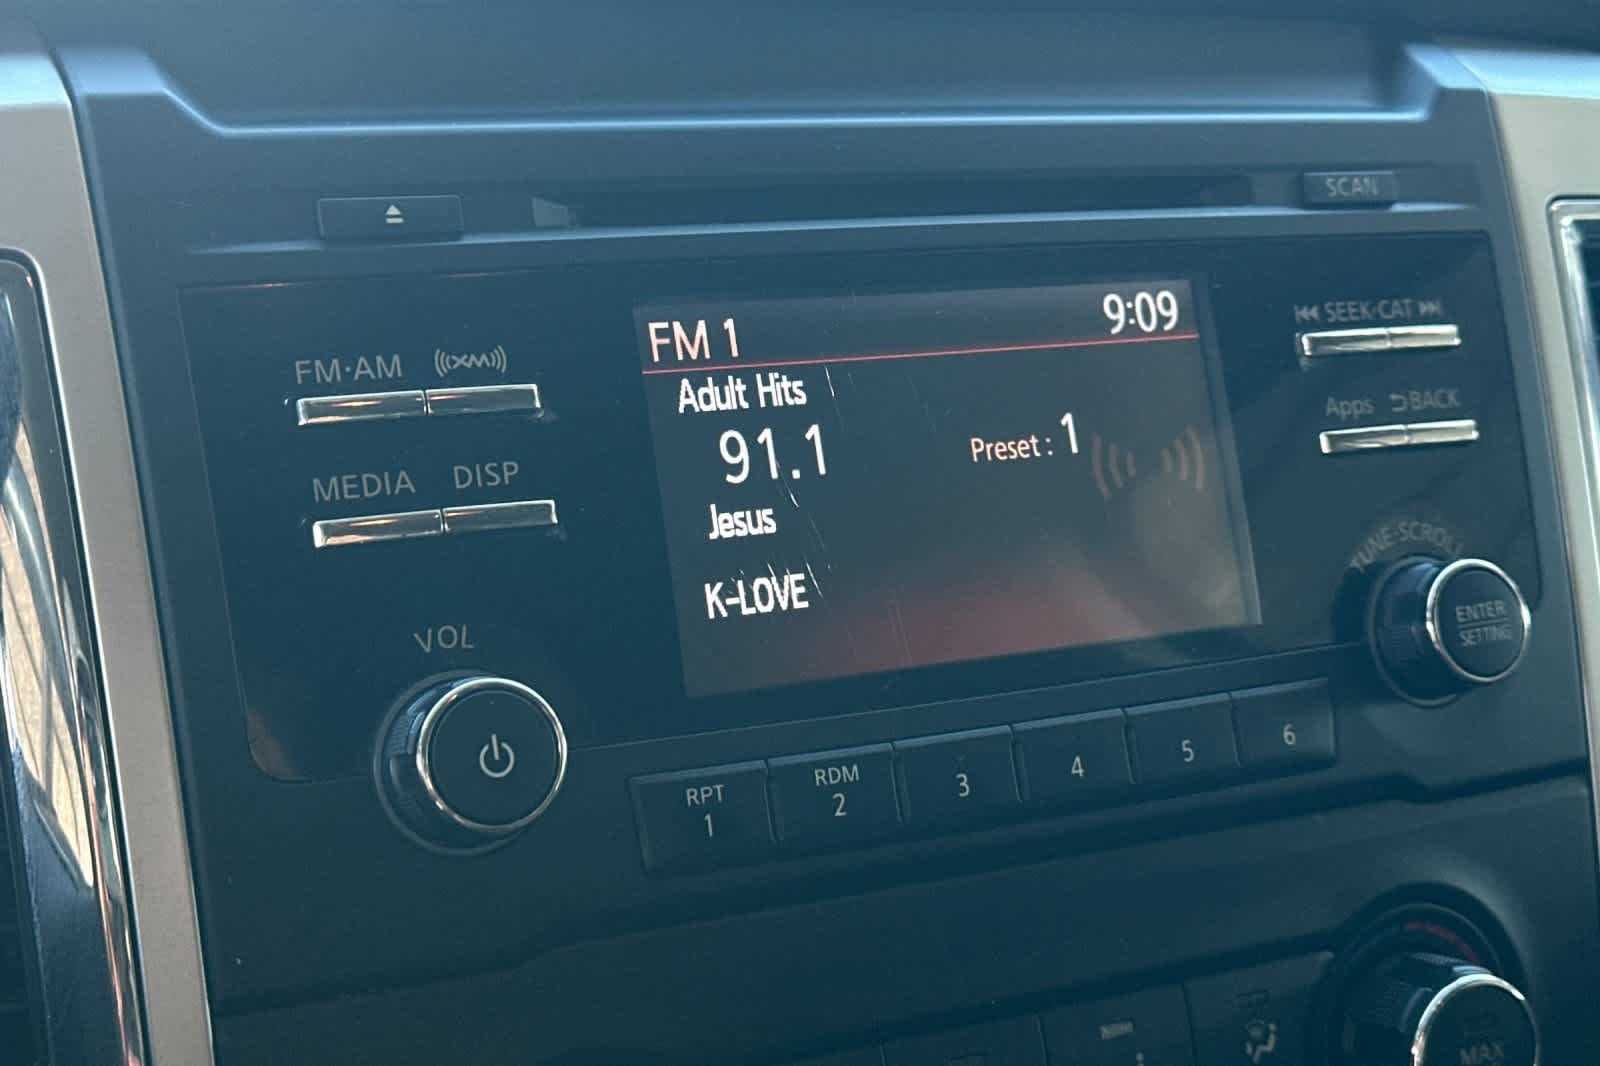 SCAN
FM 1 9:09
Adult Hits
91.1 Preset : 1
Jesus
K-LOVE
FM·AM ((XM))
MEDIA DISP
VOL
SEEK·CAT
Apps BACK
TUNE·SCROLL
ENTER
SETTING
RPT
1
RDM
2
3
4
5
6
MAX